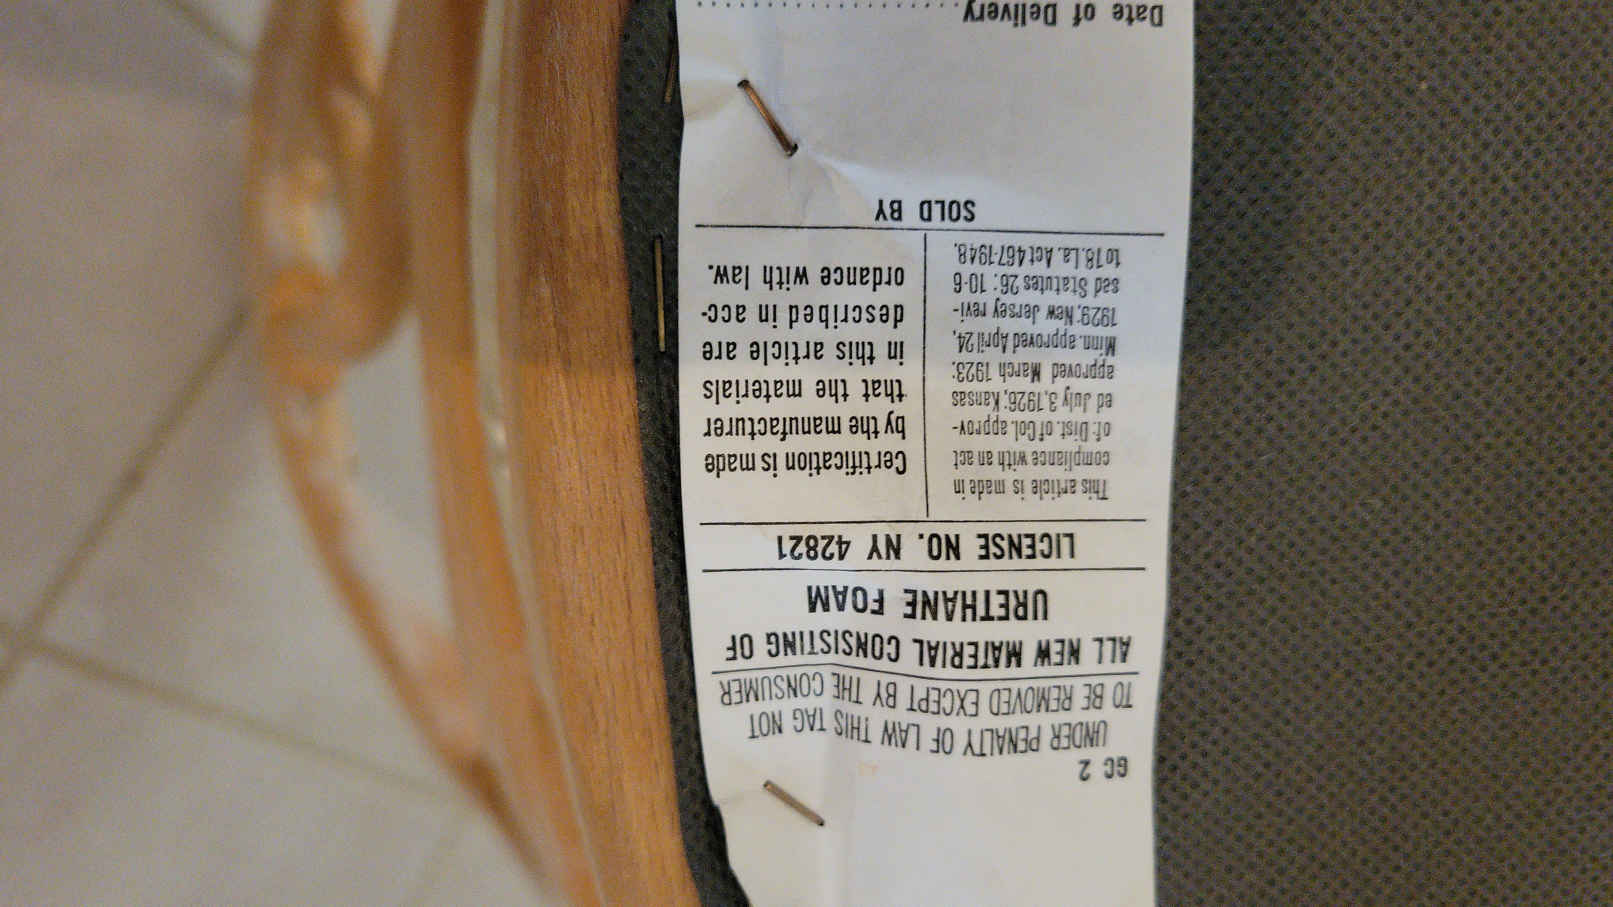 GC 2
UNDER PENALTY OF LAW THIS TAG NOT
TO BE REMOVED EXCEPT BY THE CONSUMER
ALL NEW MATERIAL CONSISTING OF
URETHANE FOAM
LICENSE NO. NY 42821
This article is made in
compliance with an act
of: Dist. of Col. approv-
ed July 3,1926; Kansas
approved March 1923;
Minn. approved April 24,
1929; New Jersey revi-
sed Statutes 26: 10-6
to 18. La. Act 467-1948.
Certification is made
by the manufacturer
that the materials
in this article are
described in acc-
ordance with law.
SOLD BY
Date of Delivery